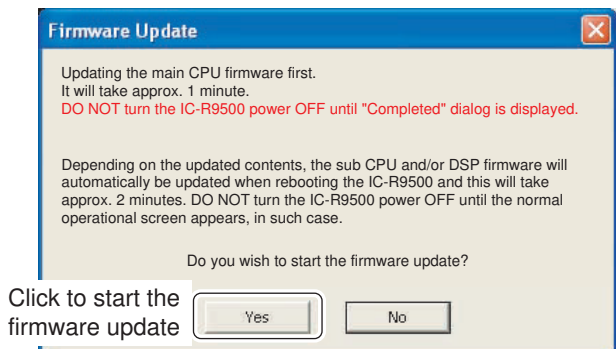 Firmware Update
Updating the main CPU firmware first.
It will take approx. 1 minute.
DO NOT turn the IC-R9500 power OFF until "Completed" dialog is displayed.
Depending on the updated contents, the sub CPU and/or DSP firmware will
automatically be updated when rebooting the IC-R9500 and this will take
approx. 2 minutes. DO NOT turn the IC-R9500 power OFF until the normal
operational screen appears, in such case.
Do you wish to start the firmware update?
Click to start the
firmware update
Yes
No